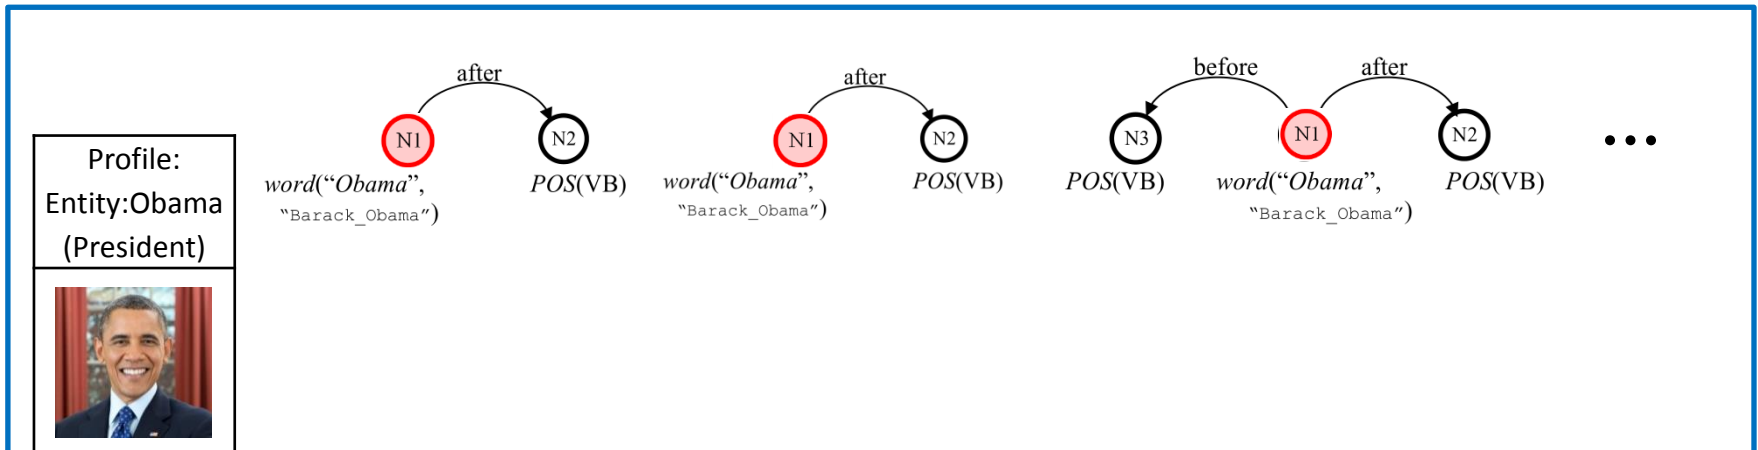 after
after
before after
N1 N2 N1 N2 N3 N1 N2 •••
Profile:
Entity:Obama
(President)
word(“Obama”, POS(VB) word(“Obama”, POS(VB) POS(VB) word(“Obama”, POS(VB)
“Barack_Obama”) “Barack_Obama”) “Barack_Obama”)